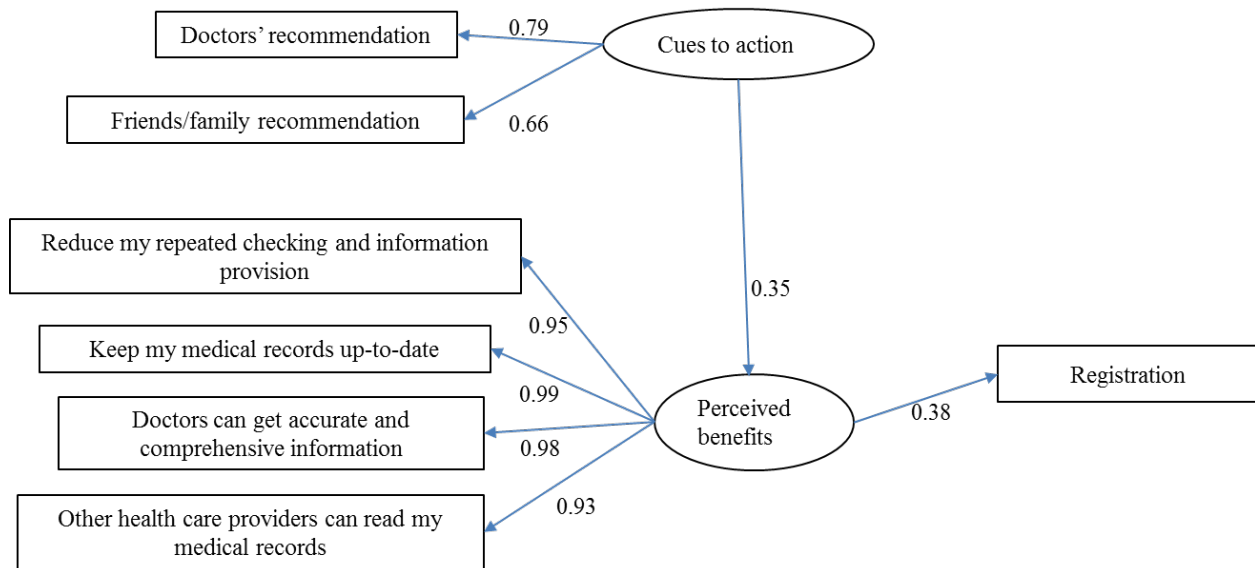 Doctors’ recommendation
0.79
Cues to action
Friends/family recommendation
0.66
Reduce my repeated checking and information
provision
0.35
0.95
Keep my medical records up-to-date
0.99
Registration
Doctors can get accurate and
comprehensive information
0.98
Perceived
benefits
0.38
0.93
Other health care providers can read my
medical records